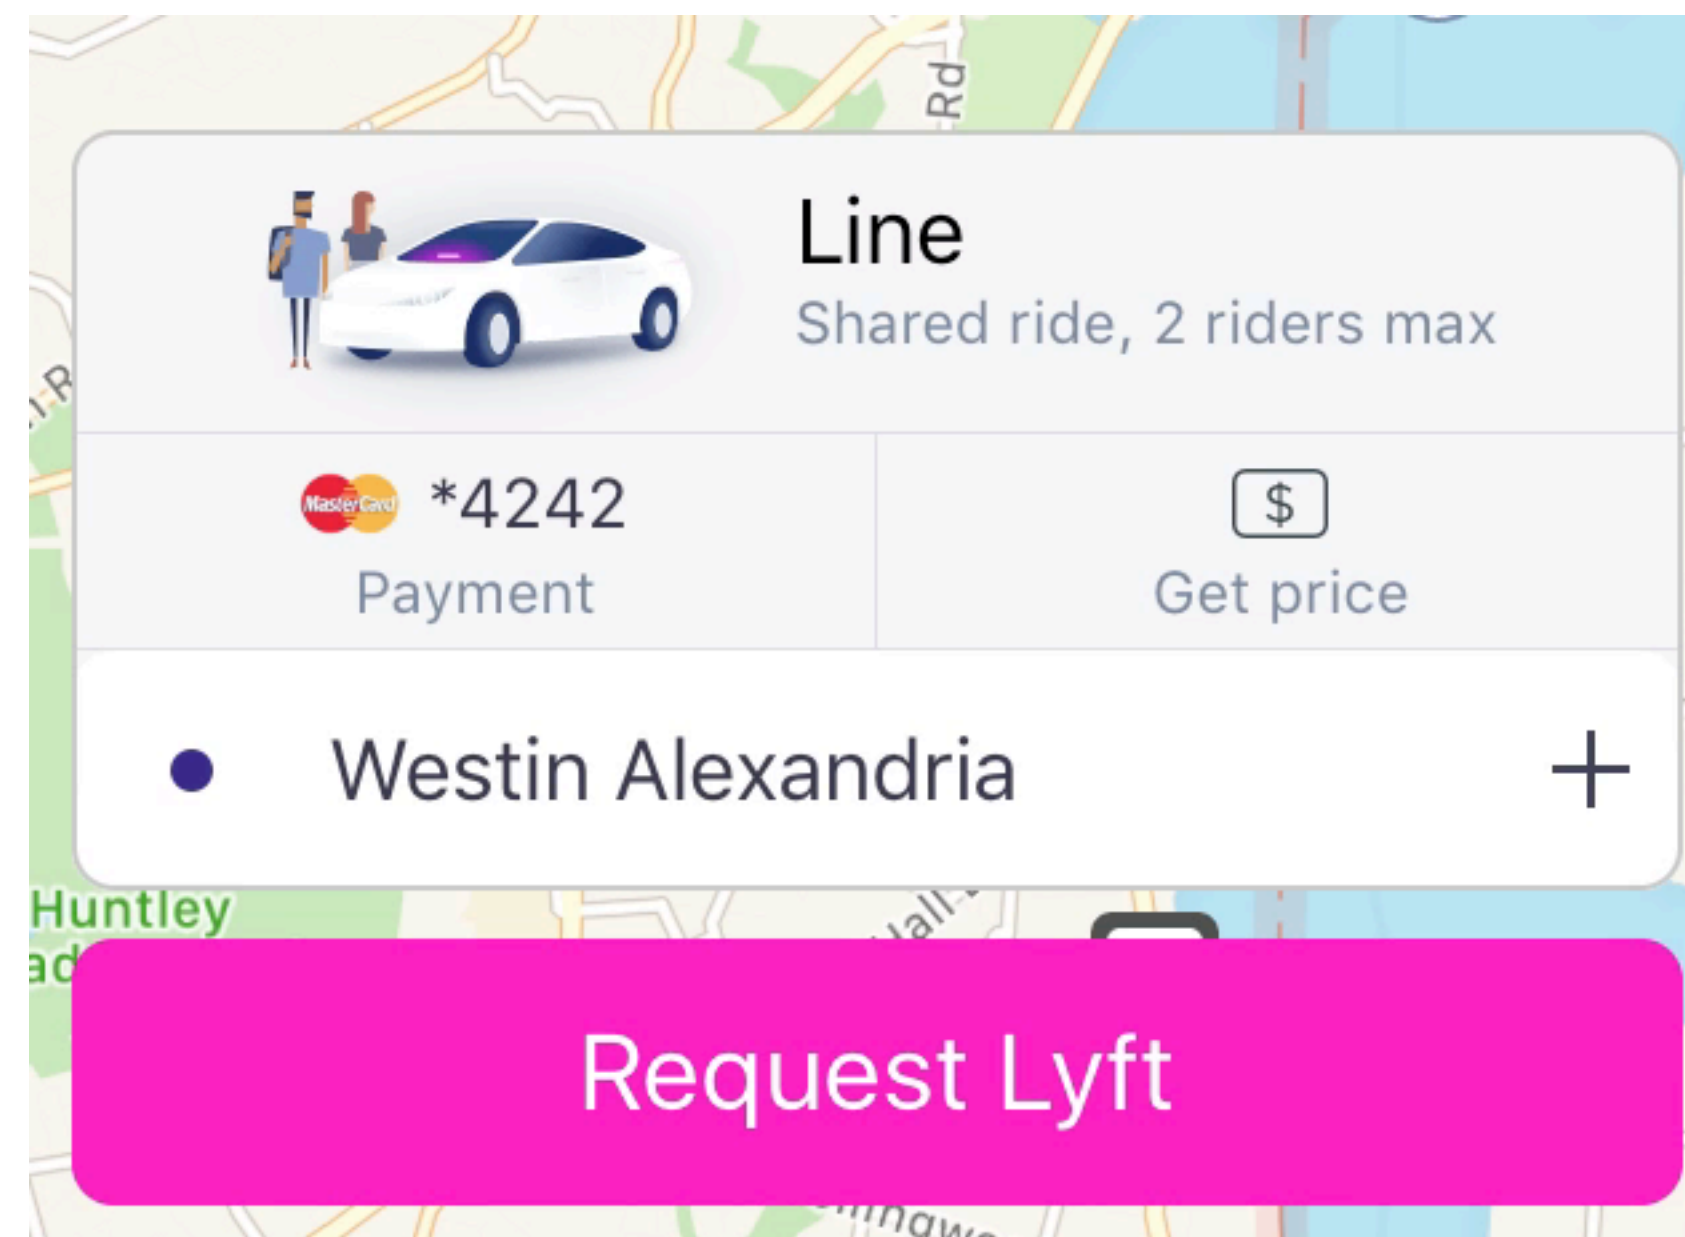 Rd
Line
Shared ride, 2 riders max
MasterCard *4242
$
Payment
Get price
Westin Alexandria
Huntley
Request Lyft